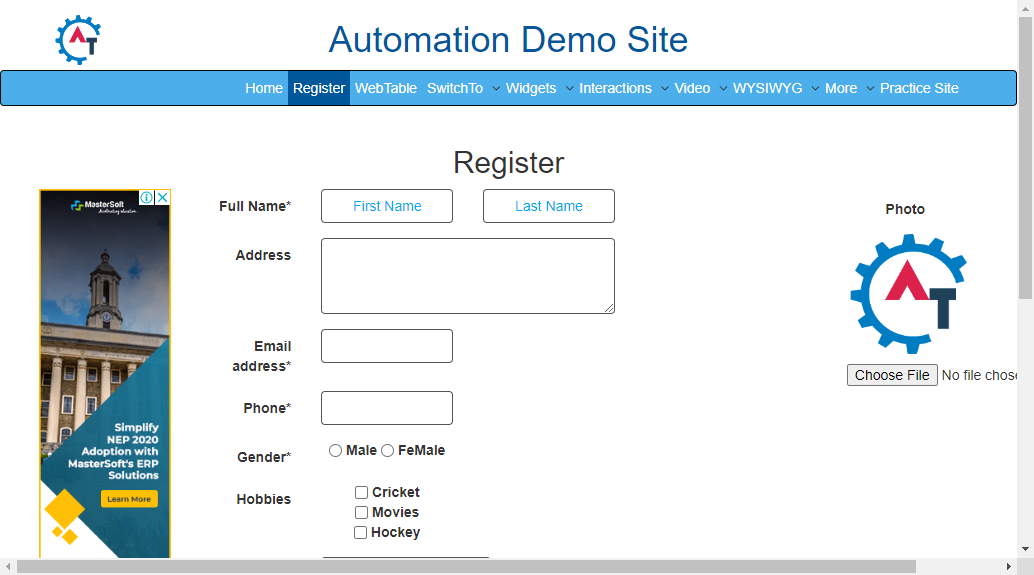 AT
Automation Demo Site
Home Register WebTable SwitchTo Widgets Interactions Video WYSIWYG More Practice Site
Register
MasterSoft
Accelerating education
Simplify
NEP 2020
Adoption with
MasterSoft's ERP
Solutions
Learn More
Full Name* First Name Last Name
Address
Email
address*
Phone*
Gender* Male FeMale
Hobbies Cricket
Movies
Hockey
Photo
AT
Choose File No file chose